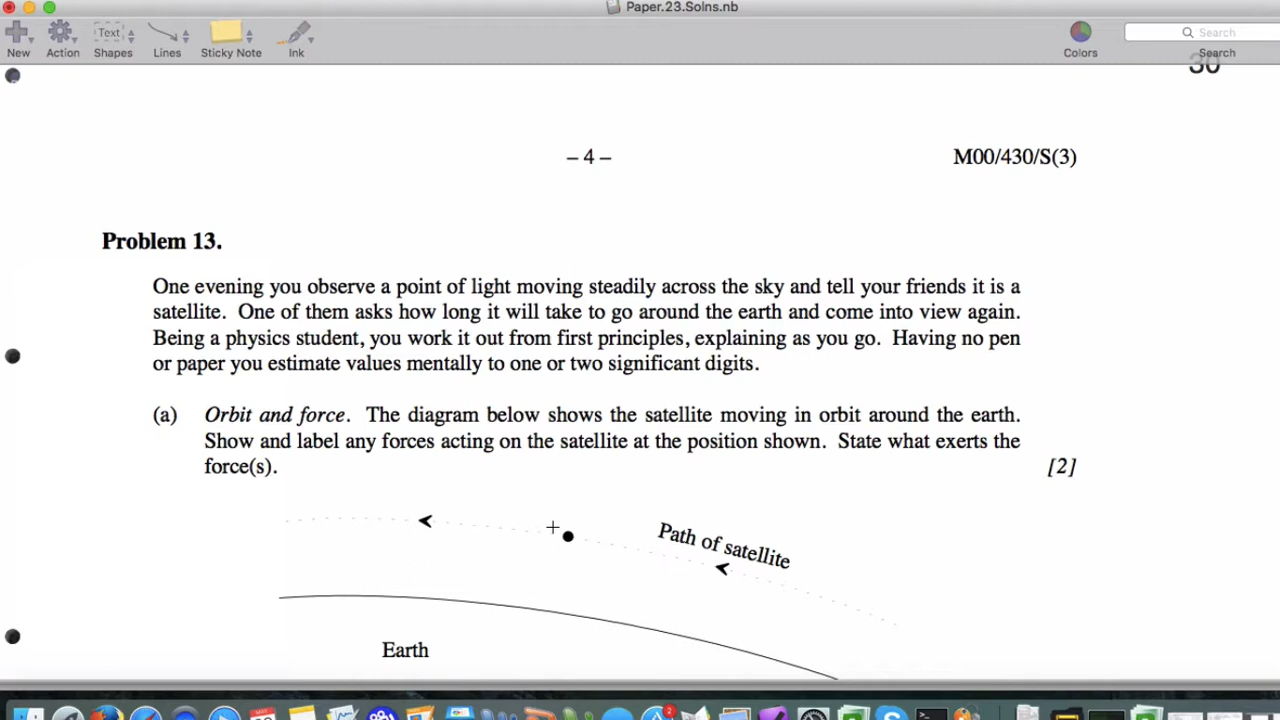 Paper.23.Solns.nb
New Action Text Shapes Lines Sticky Note Ink Colors Search
Search
30
– 4 –
M00/430/S(3)
Problem 13.
One evening you observe a point of light moving steadily across the sky and tell your friends it is a
satellite. One of them asks how long it will take to go around the earth and come into view again.
Being a physics student, you work it out from first principles, explaining as you go. Having no pen
or paper you estimate values mentally to one or two significant digits.
(a) Orbit and force. The diagram below shows the satellite moving in orbit around the earth.
Show and label any forces acting on the satellite at the position shown. State what exerts the
force(s). [2]
Path of satellite
Earth
2